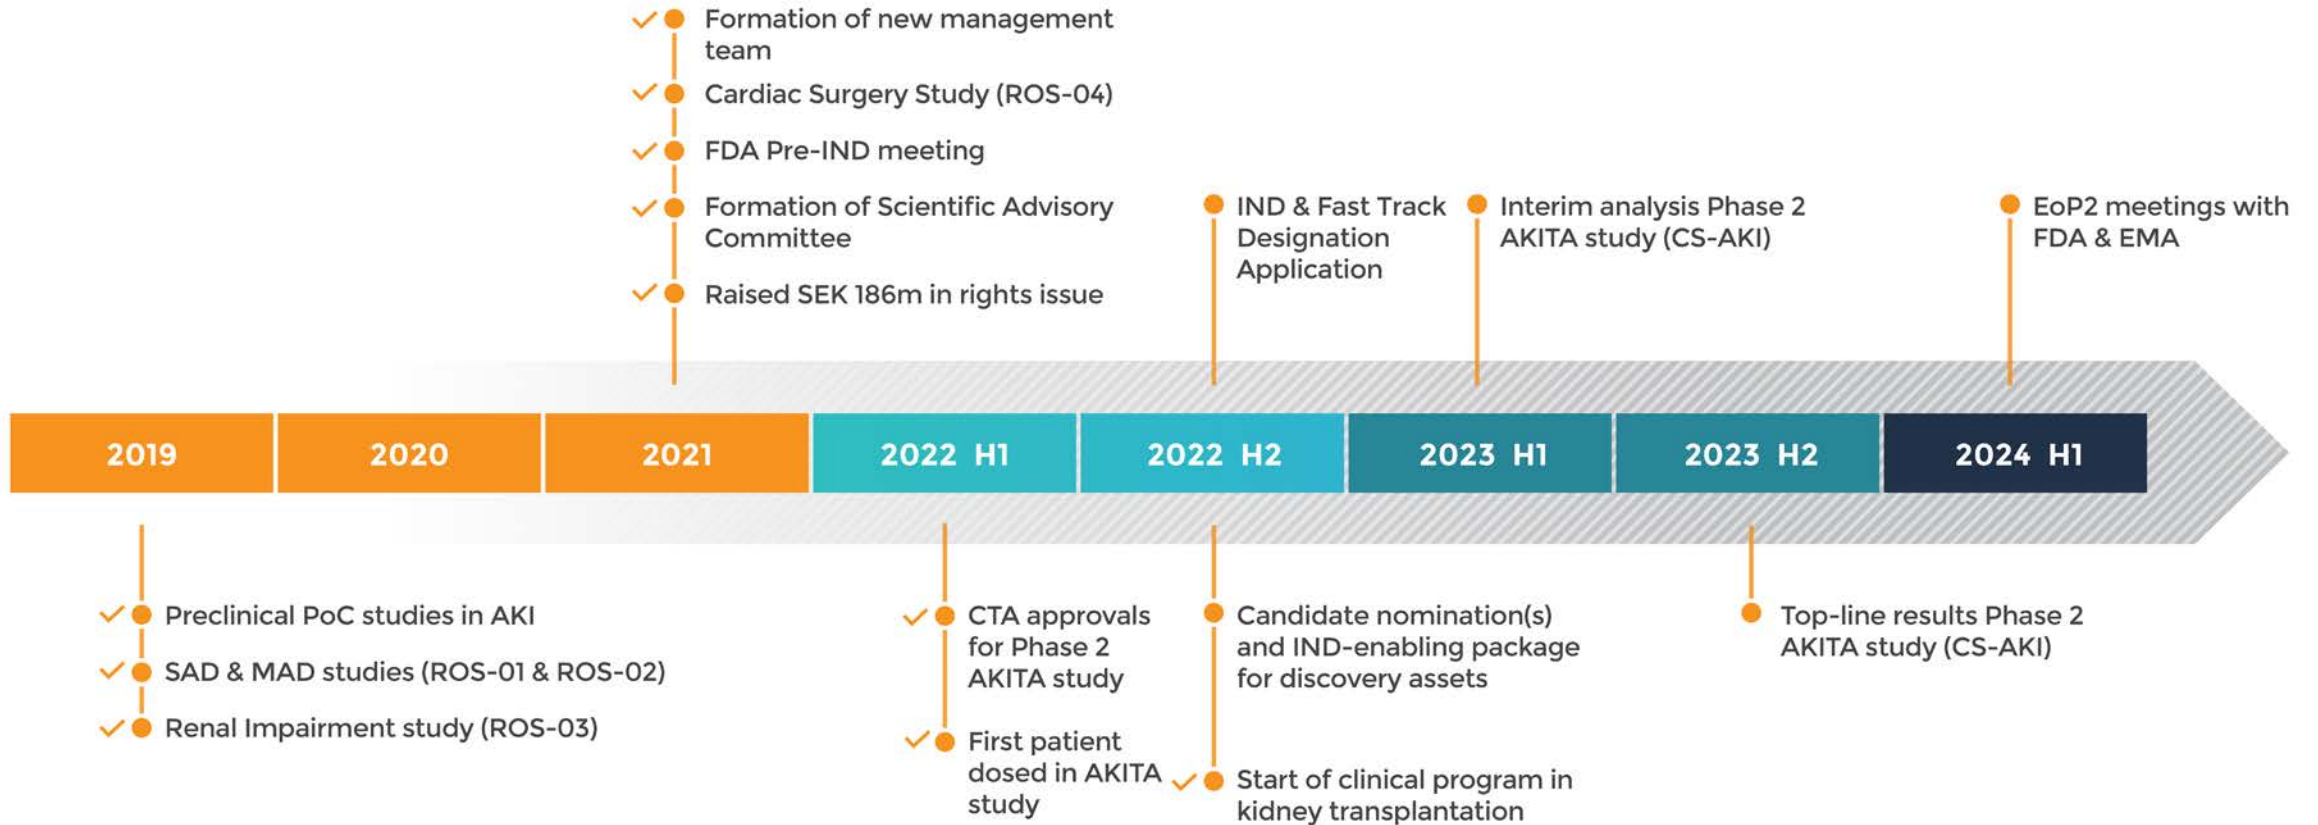 Formation of new management
team
Cardiac Surgery Study (ROS-04)
FDA Pre-IND meeting
Formation of Scientific Advisory
Committee
Raised SEK 186m in rights issue
IND & Fast Track
Designation
Application
Interim analysis Phase 2
AKITA study (CS-AKI)
EoP2 meetings with
FDA & EMA
2019
2020
2021
2022 H1
2022 H2
2023 H1
2023 H2
2024 H1
Preclinical PoC studies in AKI
SAD & MAD studies (ROS-01 & ROS-02)
Renal Impairment study (ROS-03)
CTA approvals
for Phase 2
AKITA study
First patient
dosed in AKITA
study
Candidate nomination(s)
and IND-enabling package
for discovery assets
Start of clinical program in
kidney transplantation
Top-line results Phase 2
AKITA study (CS-AKI)